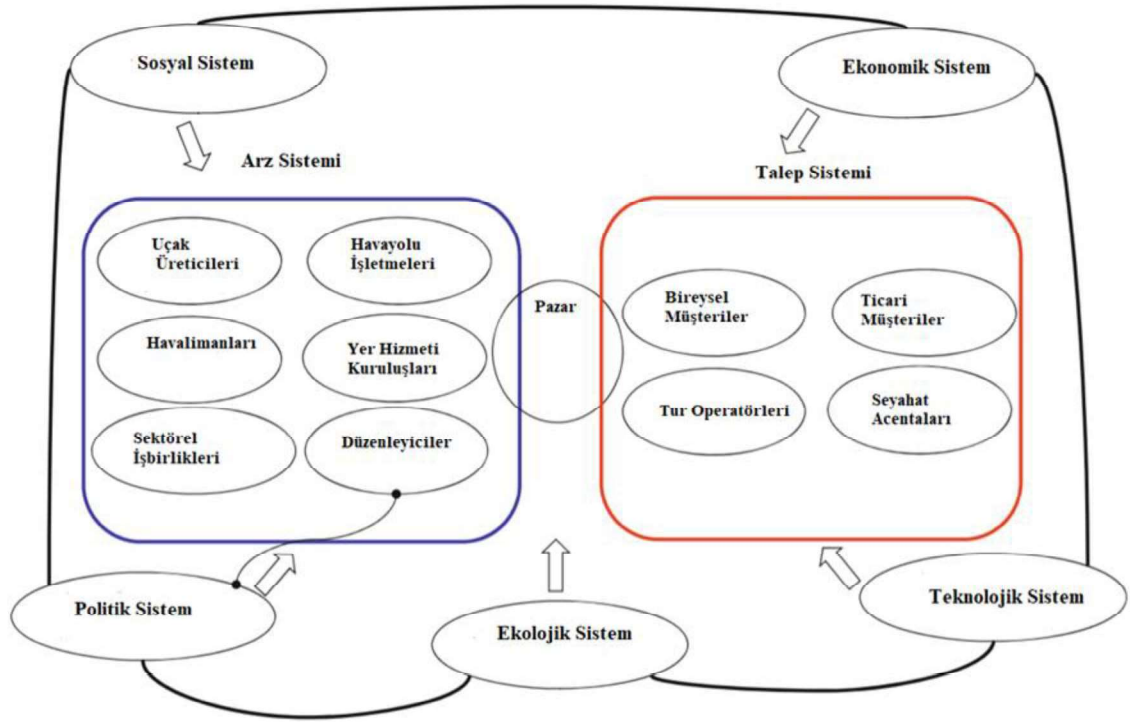 Sosyal Sistem
Ekonomik Sistem
Arz Sistemi
Talep Sistemi
Uçak
Üreticileri
Havayolu
İşletmeleri
Havalimanları
Yer Hizmeti
Kuruluşları
Sektörel
İşbirlikleri
Düzenleyiciler
Pazar
Bireysel
Müşteriler
Ticari
Müşteriler
Tur Operatörleri
Seyahat
Acentaları
Politik Sistem
Ekolojik Sistem
Teknolojik Sistem